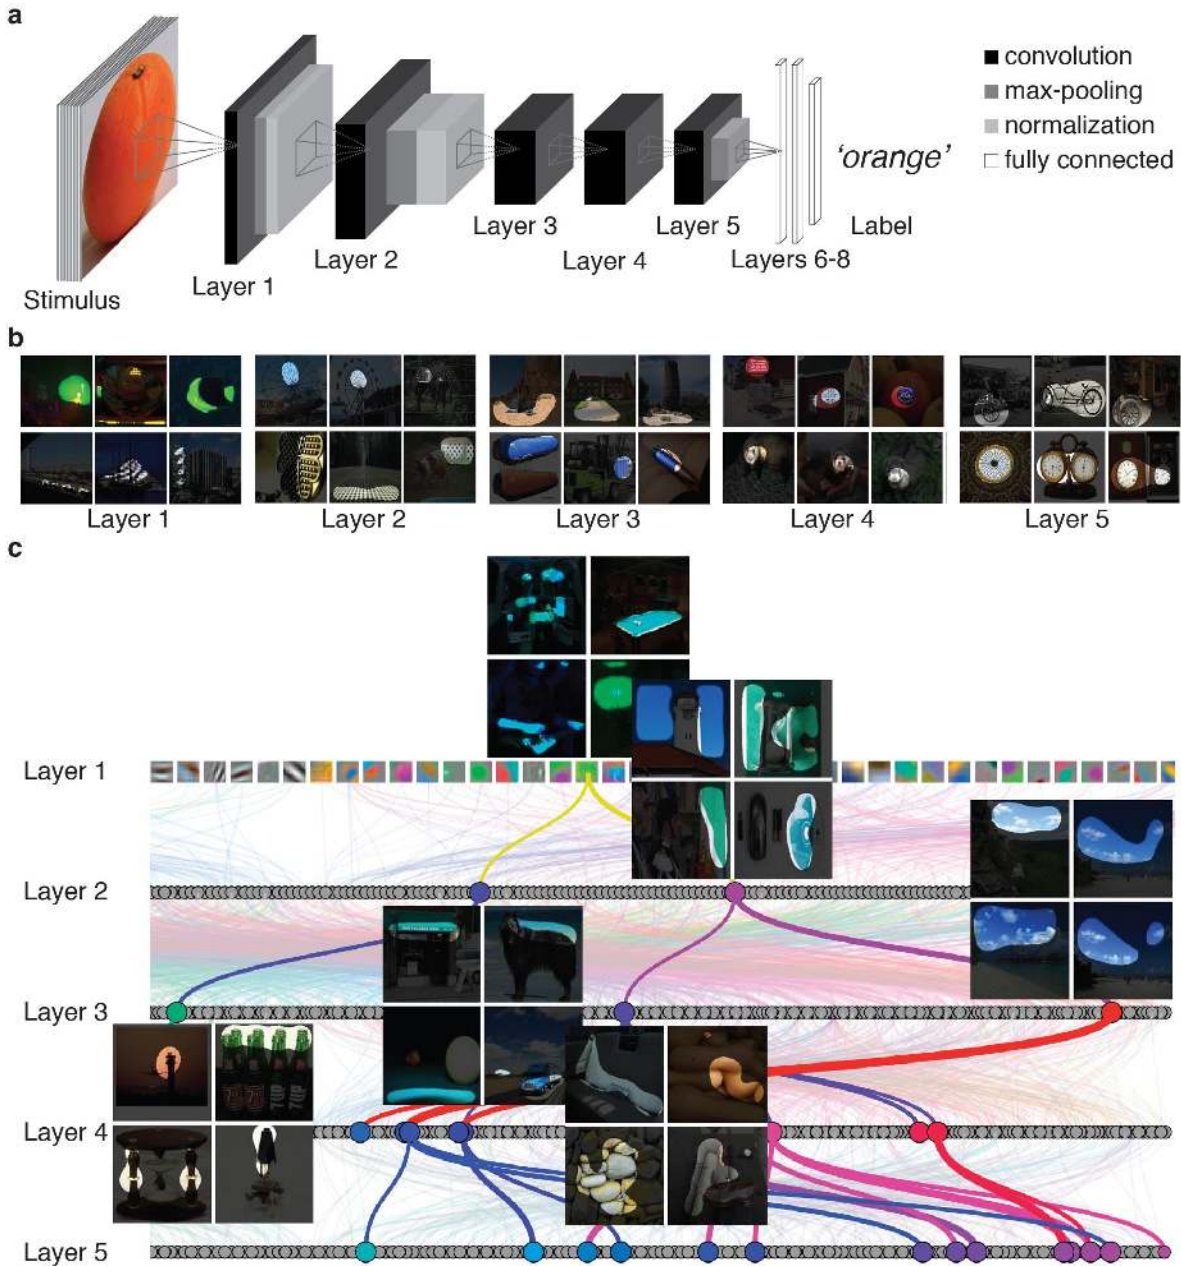 a
convolution
max-pooling
normalization
fully connected
'orange'
Stimulus
Layer 1
Layer 2
Layer 3
Layer 4
Layer 5
Layers 6-8
Label
b
Layer 1
Layer 2
Layer 3
Layer 4
Layer 5
c
Layer 1
Layer 2
Layer 3
Layer 4
Layer 5